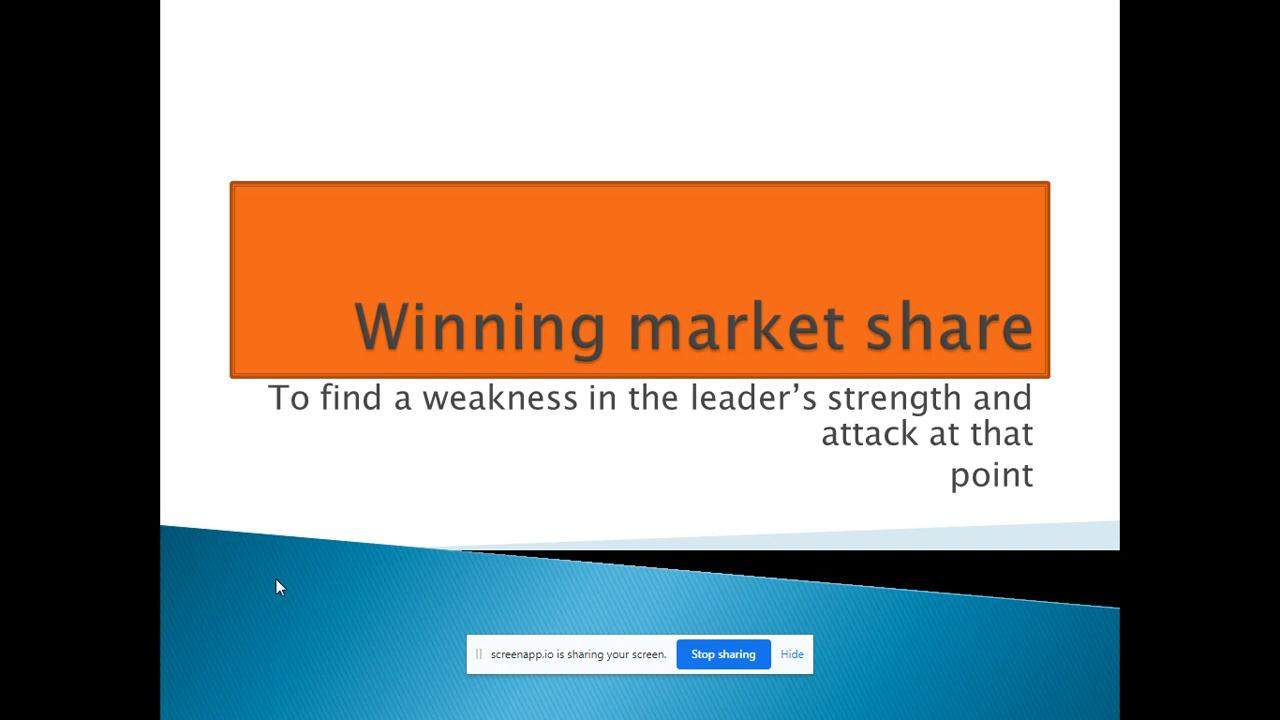 Winning market share
To find a weakness in the leader’s strength and
attack at that
point
screenapp.io is sharing your screen.
Stop sharing
Hide